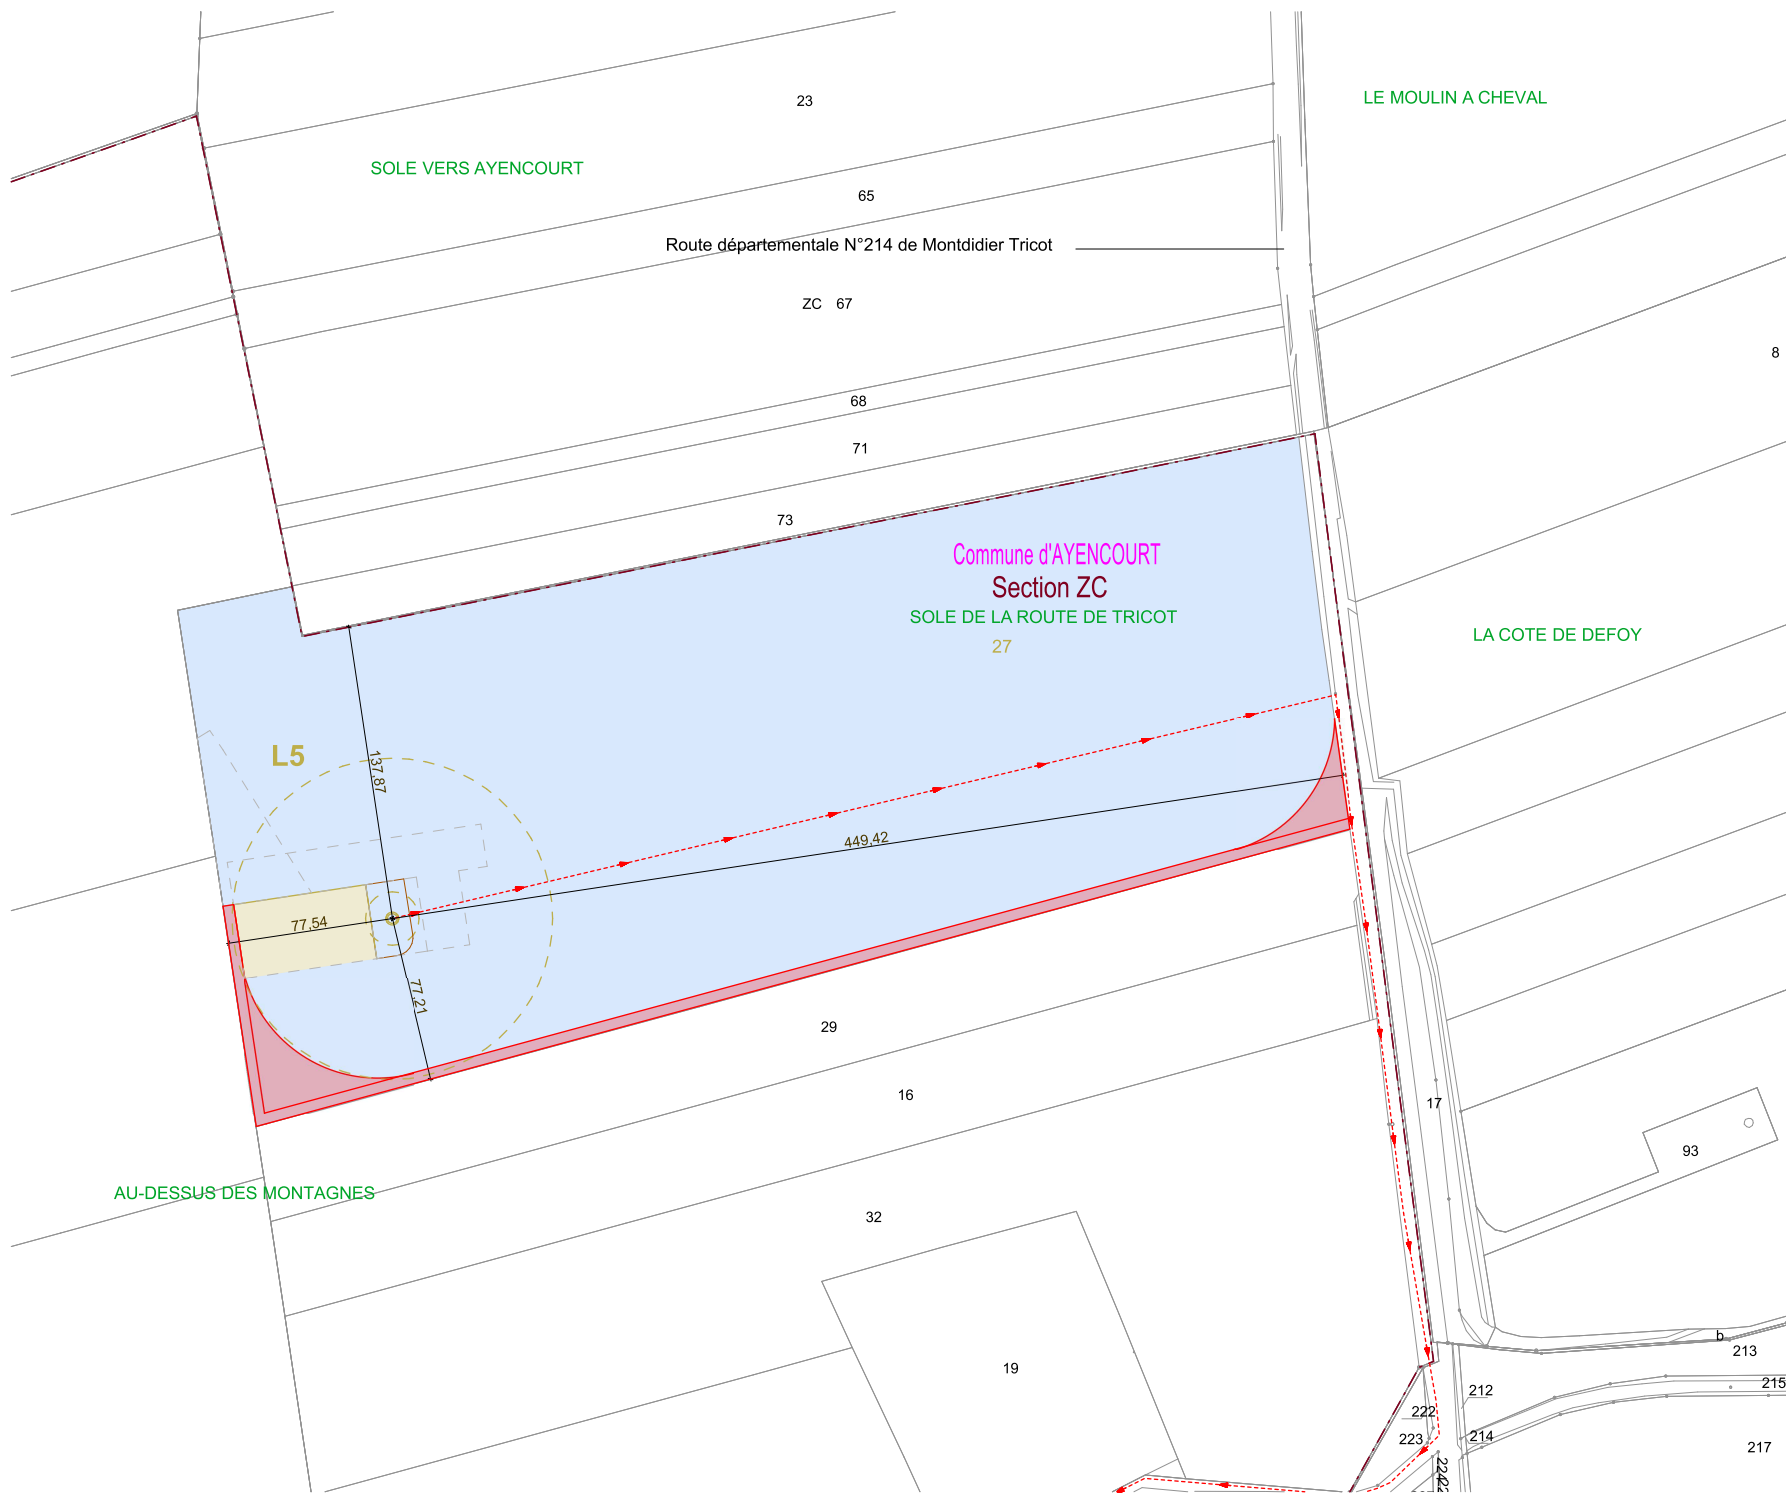 LE MOULIN A CHEVAL
23
SOLE VERS AYENCOURT
65
Route départementale N°214 de Montdidier Tricot
ZC 67
8
68
71
73
Commune d'AYENCOURT
Section ZC
SOLE DE LA ROUTE DE TRICOT
27
LA COTE DE DEFOY
L5
137,87
449,42
77,54
77,21
29
16
17
93
AU-DESSUS DES MONTAGNES
32
b
213
19
212
215
222
223
214
217
224